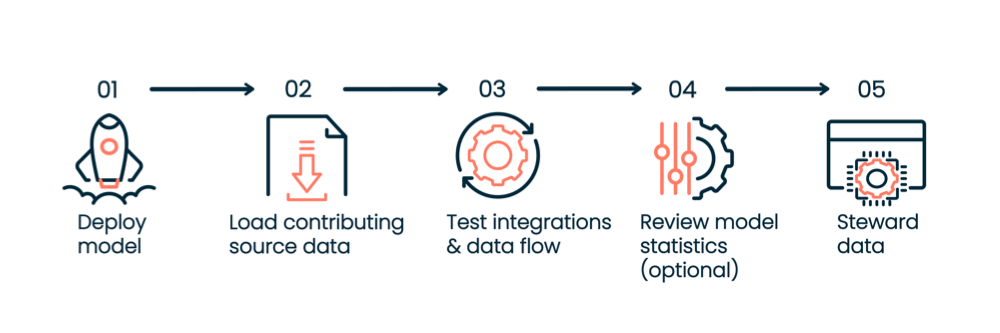 01
02
03
04
05
Deploy
model
Load contributing
source data
Test integrations
& data flow
Review model
statistics
(optional)
Steward
data